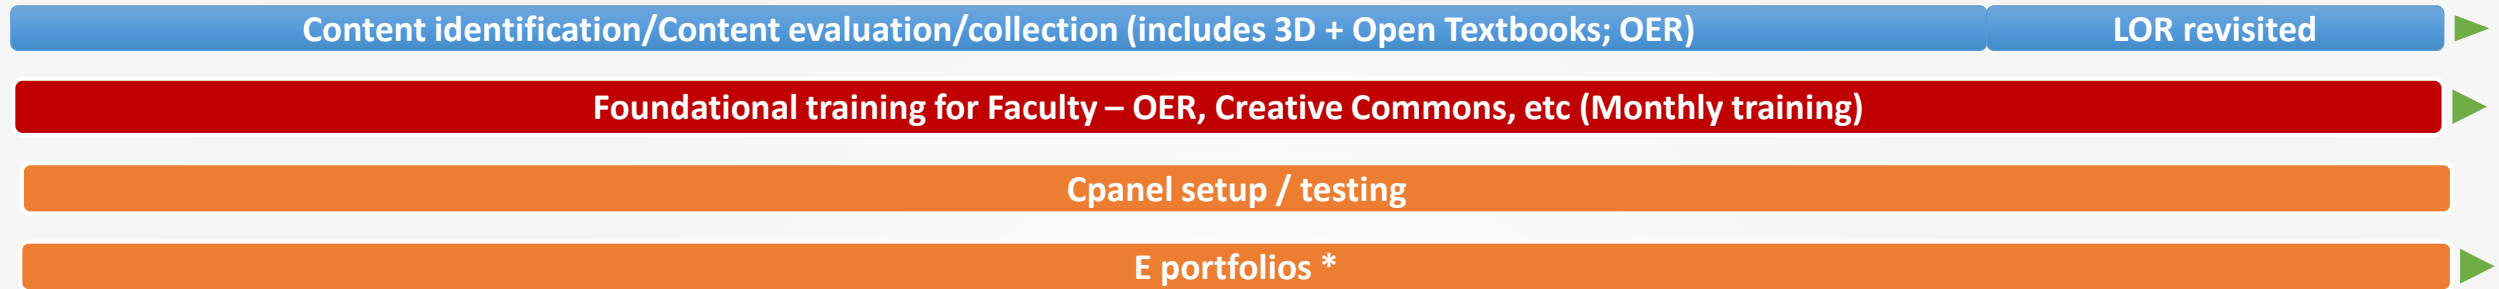 Content identification/Content evaluation/collection (includes 3D + Open Textbooks; OER)
LOR revisited
Foundational training for Faculty – OER, Creative Commons, etc (Monthly training)
Cpanel setup / testing
E portfolios *